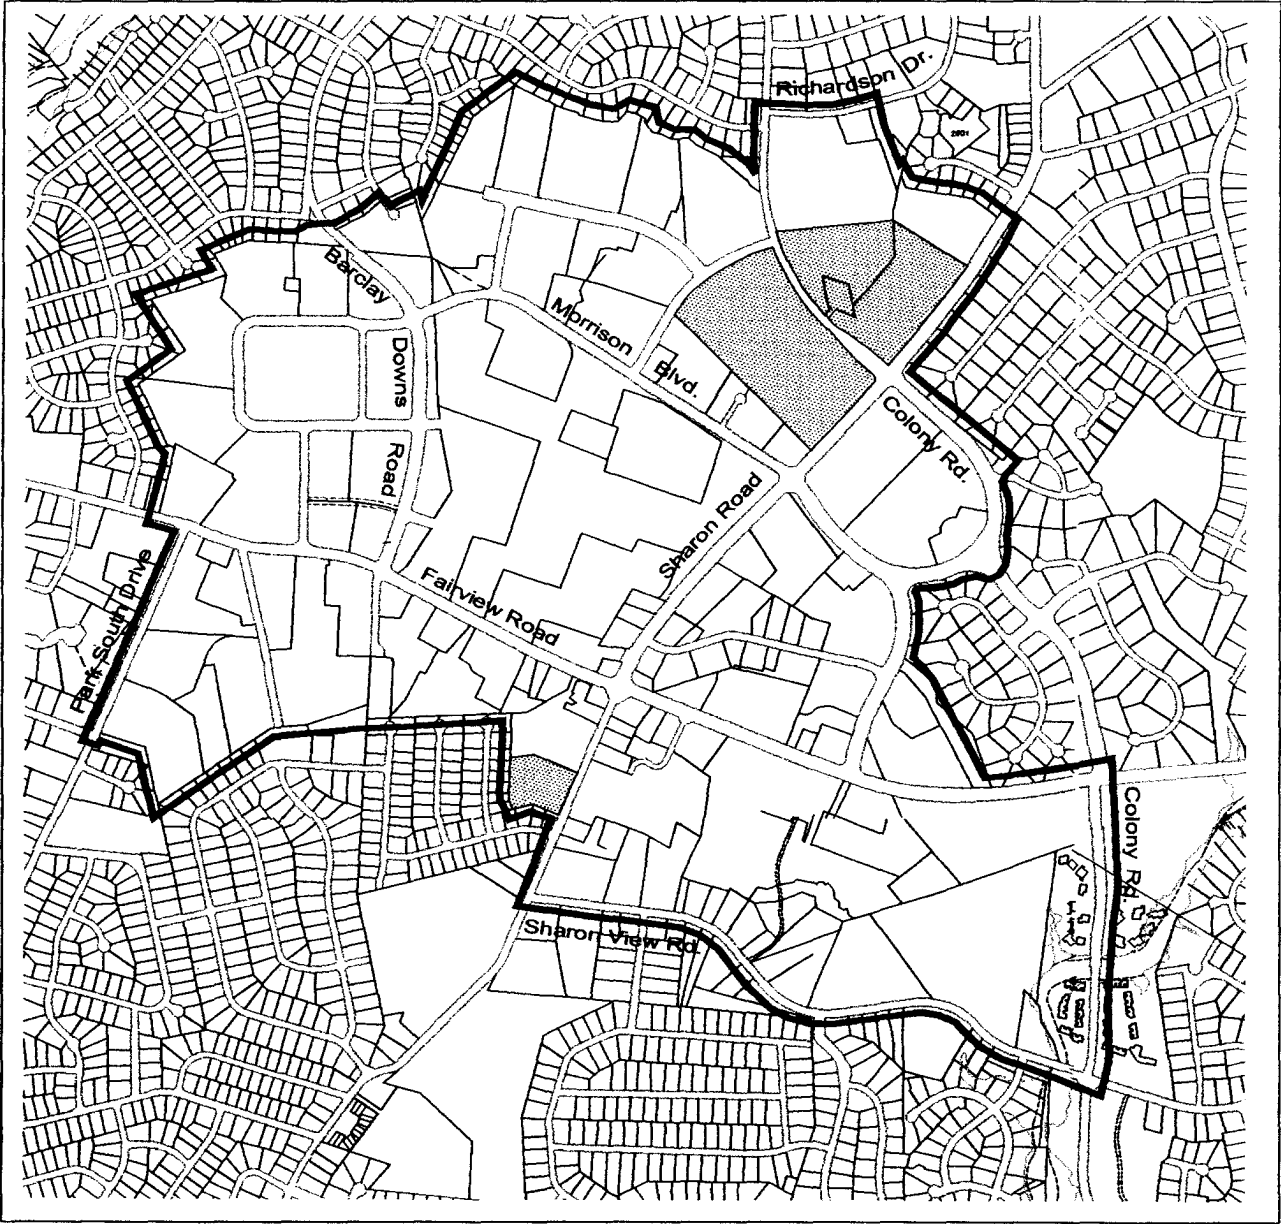 Richardson Dr.
2901
Barclay
Downs
Road
Morrison
Blvd.
Colony Rd.
Sharon Road
Fairview Road
Park South Drive
Colony Rd.
Sharon View Rd.